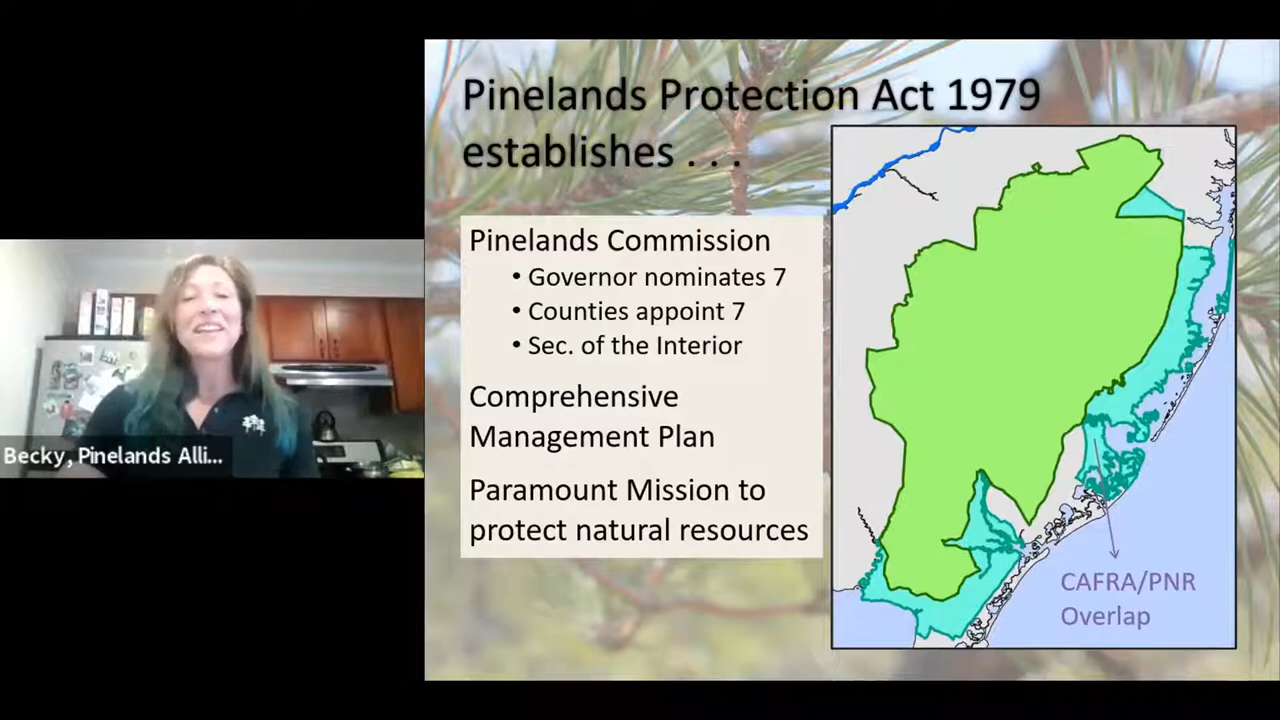 Pinelands Protection Act 1979
establishes . . .
Pinelands Commission
• Governor nominates 7
• Counties appoint 7
• Sec. of the Interior
Comprehensive
Management Plan
Paramount Mission to
protect natural resources
CAFRA/PNR
Overlap
Becky, Pinelands Alli...